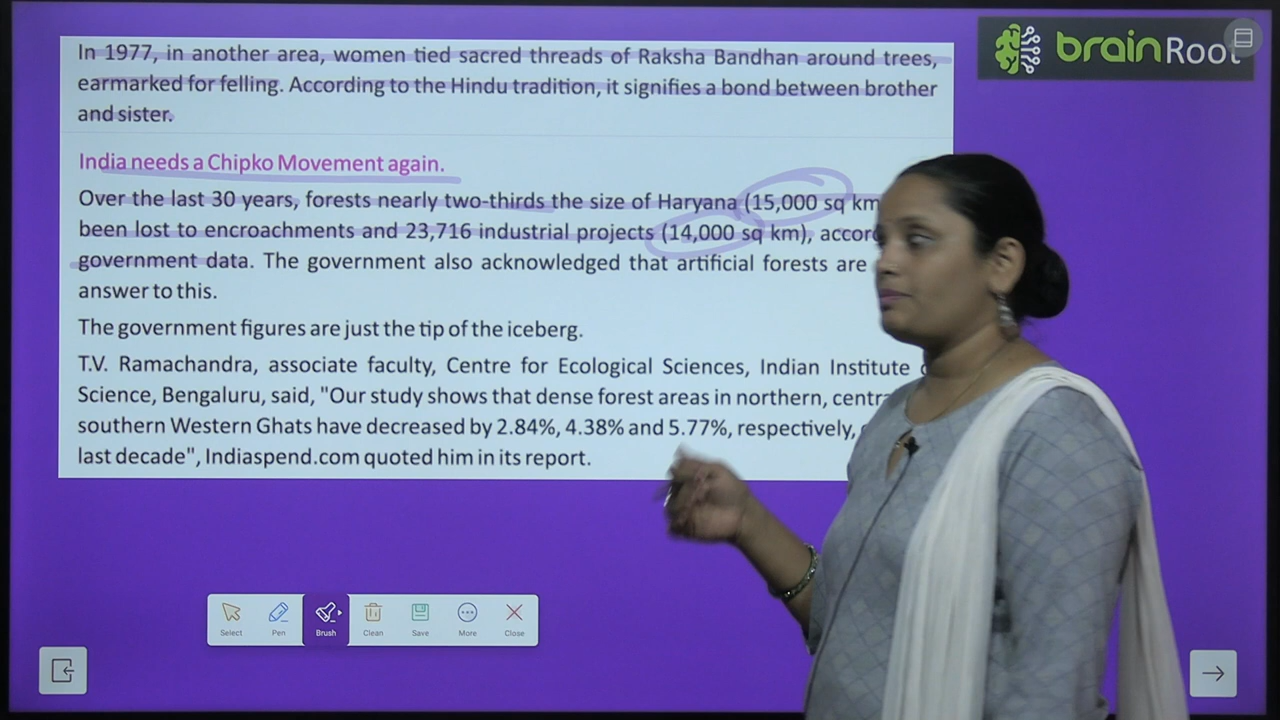 In 1977, in another area, women tied sacred threads of Raksha Bandhan around trees,
earmarked for felling. According to the Hindu tradition, it signifies a bond between brother
and sister.
brainRoot
India needs a Chipko Movement again.
Over the last 30 years, forests nearly two-thirds the size of Haryana (15,000 sq km
been lost to encroachments and 23,716 industrial projects (14,000 sq km),
government data. The government also acknowledged that artificial forests are
answer to this.
The government figures are just the tip of the iceberg.
T.V. Ramachandra, associate faculty, Centre for Ecological Sciences, Indian Institute
Science, Bengaluru, said, "Our study shows that dense forest areas in northern,
southern Western Ghats have decreased by 2.84%, 4.38% and 5.77%, respectively,
last decade", Indiaspend.com quoted him in its report.
Select Pen Brush Clean Save More Close